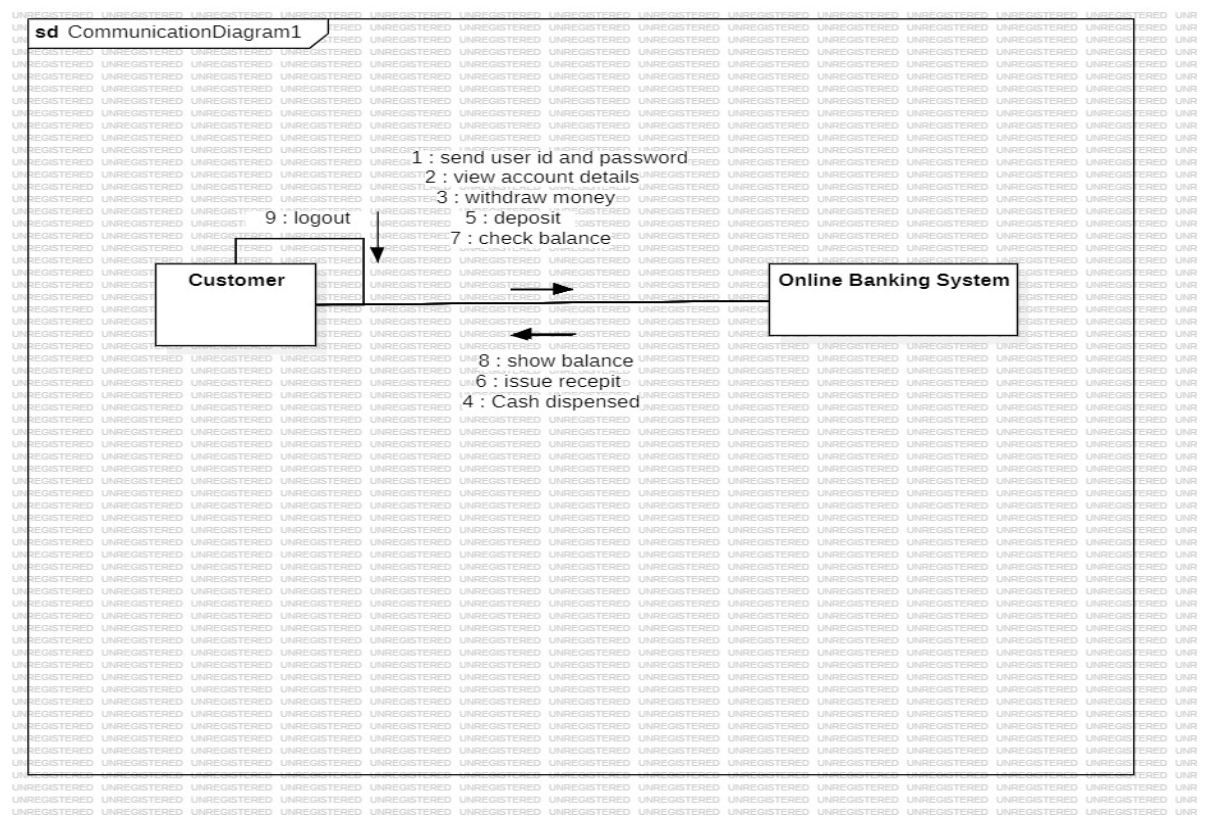 sd CommunicationDiagram1
1 : send user id and password
2 : view account details
3 : withdraw money
9 : logout
5 : deposit
7 : check balance
Customer
Online Banking System
8 : show balance
6 : issue recepit
4 : Cash dispensed
UNREGISTERED